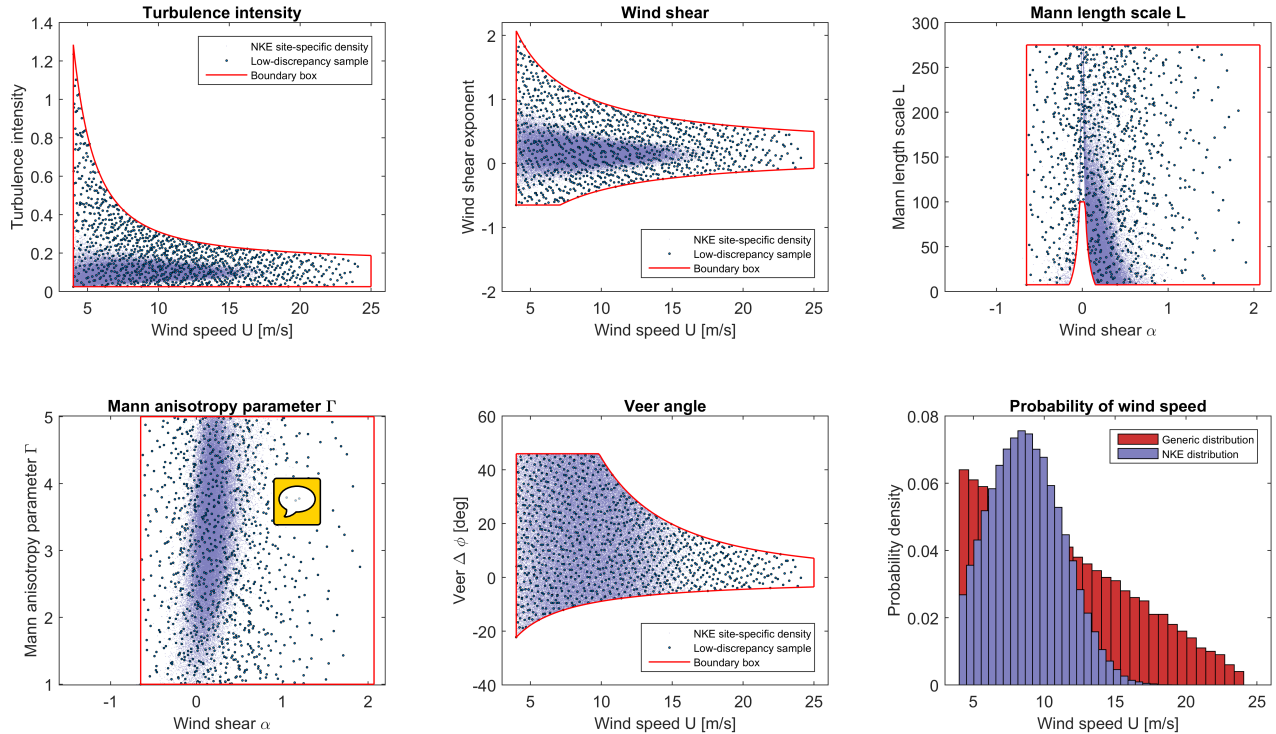 Turbulence intensity
1.4
1.2
1
0.8
0.6
0.4
0.2
0
Turbulence intensity
NKE site-specific density
Low-discrepancy sample
Boundary box
5 10 15 20 25
Wind speed U [m/s]
Wind shear
2
1
0
-1
-2
Wind shear exponent
NKE site-specific density
Low-discrepancy sample
Boundary box
5 10 15 20 25
Wind speed U [m/s]
Mann length scale L
300
250
200
150
100
50
0
Mann length scale L
-1 0 1 2
Wind shear α
Mann anisotropy parameter Γ
5
4
3
2
1
Mann anisotropy parameter Γ
-1 0 1 2
Wind shear α
Veer angle
60
40
20
0
-20
-40
Veer Δ ϕ [deg]
NKE site-specific density
Low-discrepancy sample
Boundary box
5 10 15 20 25
Wind speed U [m/s]
Probability of wind speed
0.08
0.06
0.04
0.02
0
Probability density
Generic distribution
NKE distribution
5 10 15 20 25
Wind speed U [m/s]